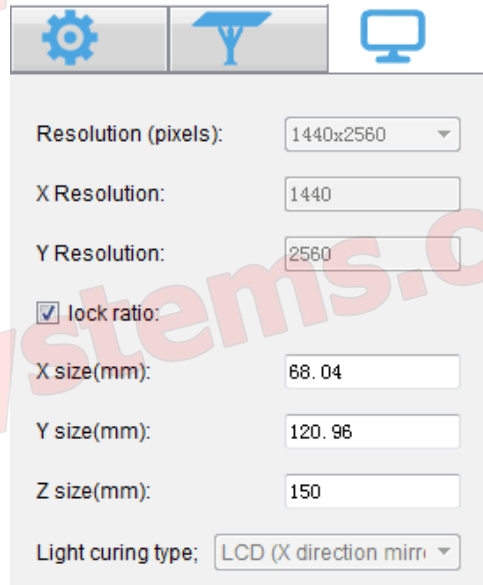 Resolution (pixels): 1440x2560
X Resolution: 1440
Y Resolution: 2560
lock ratio:
X size(mm): 68.04
Y size(mm): 120.96
Z size(mm): 150
Light curing type; LCD (X direction mirr
ystems.c